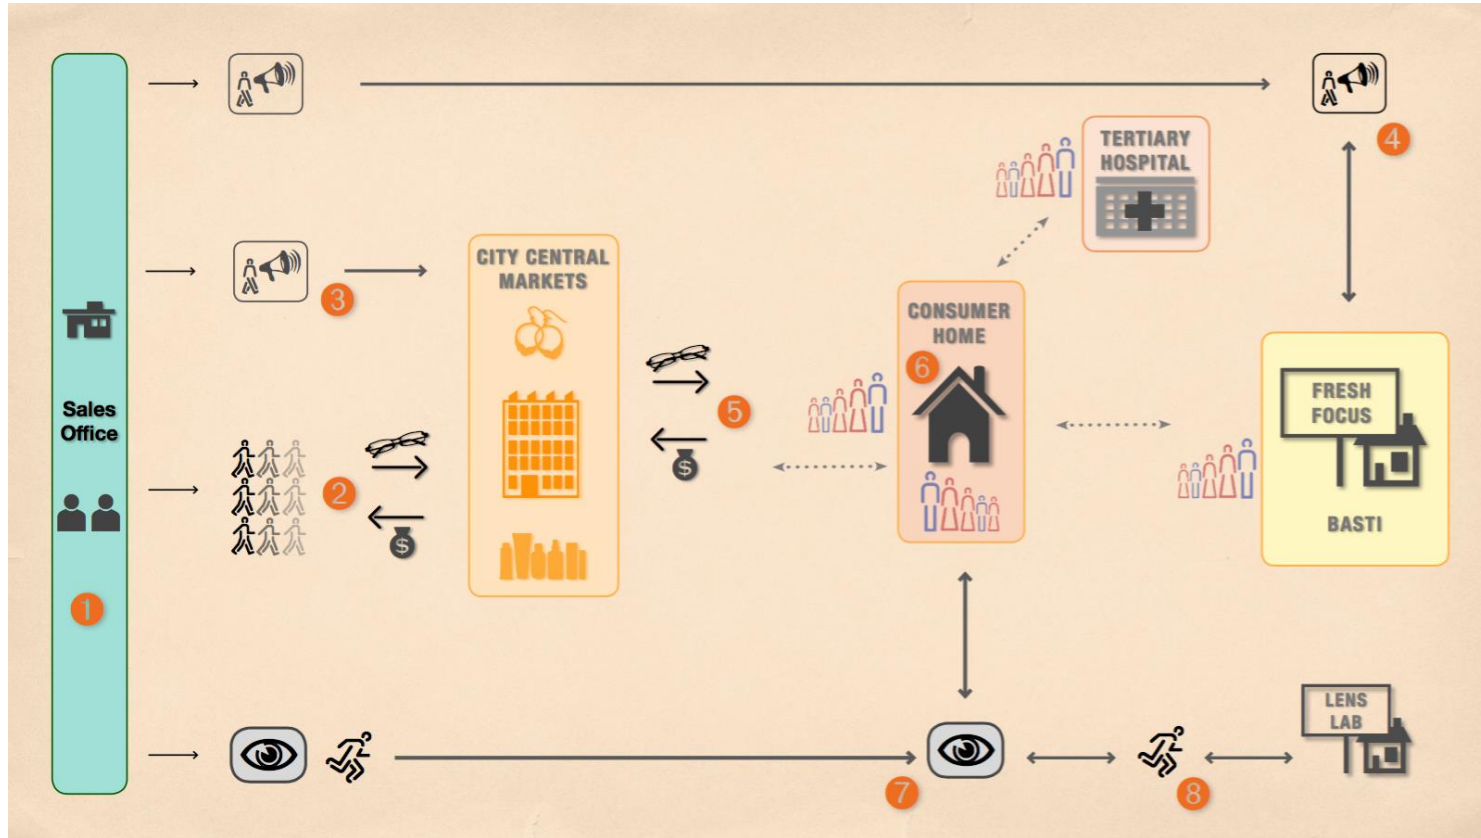 4
TERTIARY
HOSPITAL
3
CITY CENTRAL
MARKETS
CONSUMER
HOME
6
5
FRESH
FOCUS
BASTI
Sales
Office
2
$
$
1
LENS
LAB
7
8